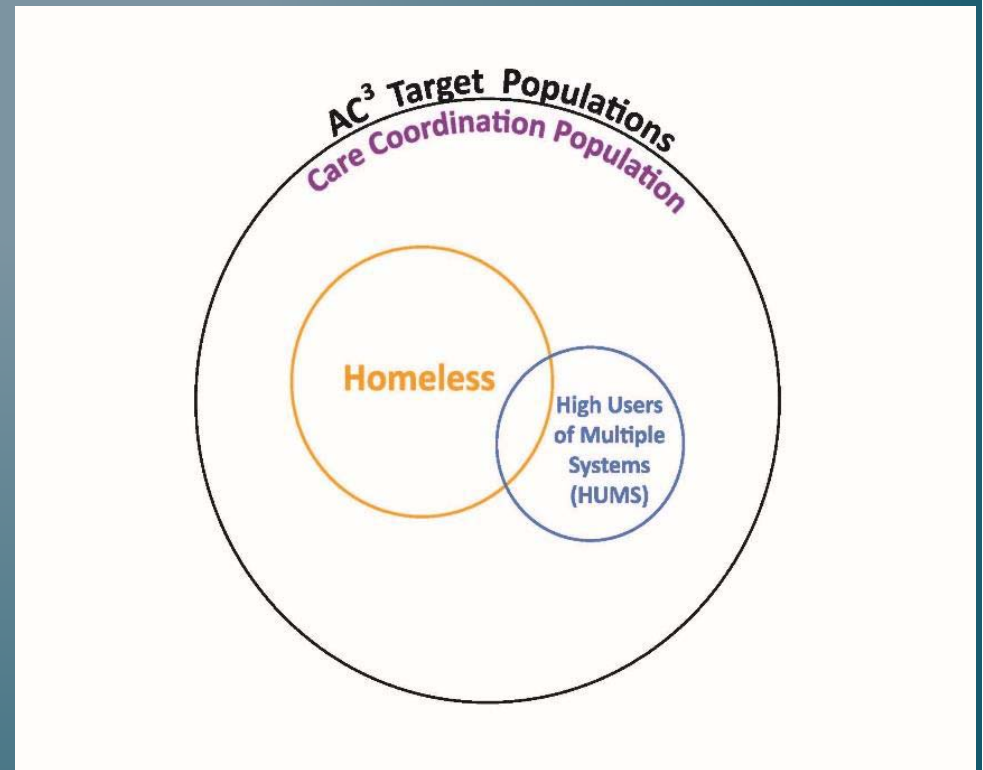 AC³ Target Populations
Care Coordination Population
Homeless
High Users
of Multiple
Systems
(HUMS)